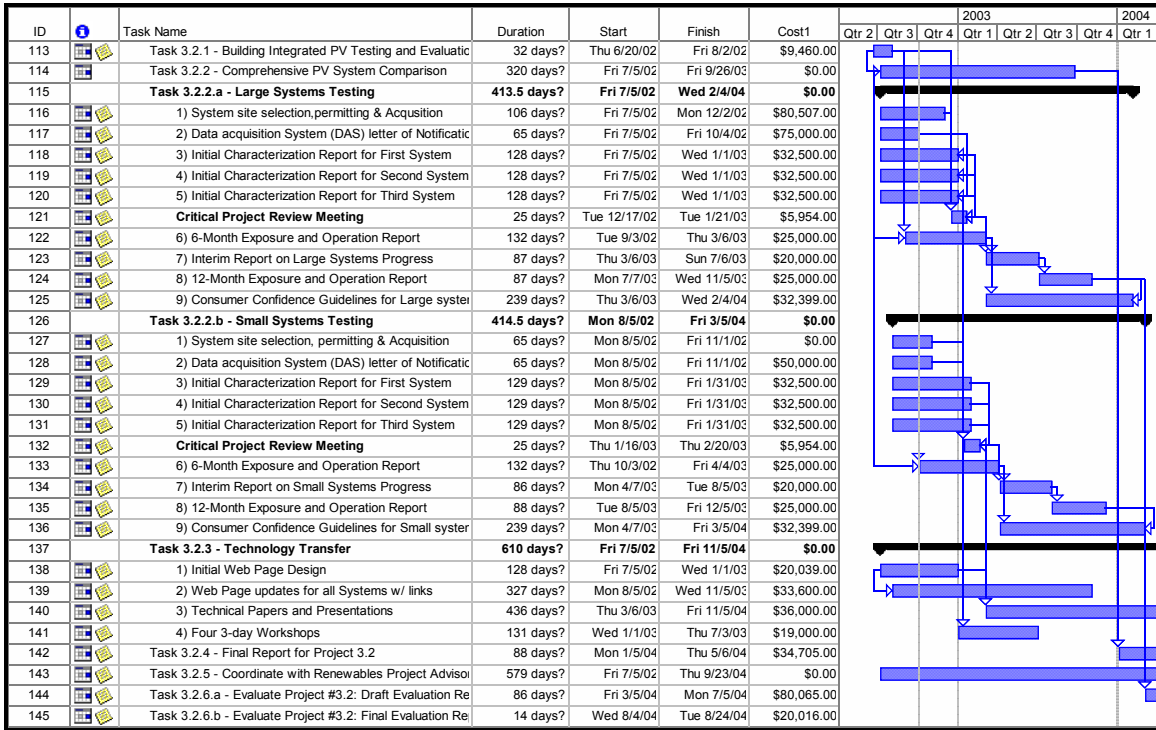 2003 2004
ID Task Name Duration Start Finish Cost1 Qtr 2 Qtr 3 Qtr 4 Qtr 1 Qtr 2 Qtr 3 Qtr 4 Qtr 1
113 Task 3.2.1 - Building Integrated PV Testing and Evaluatic 32 days? Thu 6/20/02 Fri 8/2/02 $9,460.00
114 Task 3.2.2 - Comprehensive PV System Comparison 320 days? Fri 7/5/02 Fri 9/26/03 $0.00
115 Task 3.2.2.a - Large Systems Testing 413.5 days? Fri 7/5/02 Wed 2/4/04 $0.00
116 1) System site selection,permitting & Acqusition 106 days? Fri 7/5/02 Mon 12/2/02 $80,507.00
117 2) Data acquisition System (DAS) letter of Notificatic 65 days? Fri 7/5/02 Fri 10/4/02 $75,000.00
118 3) Initial Characterization Report for First System 128 days? Fri 7/5/02 Wed 1/1/03 $32,500.00
119 4) Initial Characterization Report for Second System 128 days? Fri 7/5/02 Wed 1/1/03 $32,500.00
120 5) Initial Characterization Report for Third System 128 days? Fri 7/5/02 Wed 1/1/03 $32,500.00
121 Critical Project Review Meeting 25 days? Tue 12/17/02 Tue 1/21/03 $5,954.00
122 6) 6-Month Exposure and Operation Report 132 days? Tue 9/3/02 Thu 3/6/03 $25,000.00
123 7) Interim Report on Large Systems Progress 87 days? Thu 3/6/03 Sun 7/6/03 $20,000.00
124 8) 12-Month Exposure and Operation Report 87 days? Mon 7/7/03 Wed 11/5/03 $25,000.00
125 9) Consumer Confidence Guidelines for Large syster 239 days? Thu 3/6/03 Wed 2/4/04 $32,399.00
126 Task 3.2.2.b - Small Systems Testing 414.5 days? Mon 8/5/02 Fri 3/5/04 $0.00
127 1) System site selection, permitting & Acquisition 65 days? Mon 8/5/02 Fri 11/1/02 $0.00
128 2) Data acquisition System (DAS) letter of Notificatic 65 days? Mon 8/5/02 Fri 11/1/02 $50,000.00
129 3) Initial Characterization Report for First System 129 days? Mon 8/5/02 Fri 1/31/03 $32,500.00
130 4) Initial Characterization Report for Second System 129 days? Mon 8/5/02 Fri 1/31/03 $32,500.00
131 5) Initial Characterization Report for Third System 129 days? Mon 8/5/02 Fri 1/31/03 $32,500.00
132 Critical Project Review Meeting 25 days? Thu 1/16/03 Thu 2/20/03 $5,954.00
133 6) 6-Month Exposure and Operation Report 132 days? Thu 10/3/02 Fri 4/4/03 $25,000.00
134 7) Interim Report on Small Systems Progress 86 days? Mon 4/7/03 Tue 8/5/03 $20,000.00
135 8) 12-Month Exposure and Operation Report 88 days? Tue 8/5/03 Fri 12/5/03 $25,000.00
136 9) Consumer Confidence Guidelines for Small syster 239 days? Mon 4/7/03 Fri 3/5/04 $32,399.00
137 Task 3.2.3 - Technology Transfer 610 days? Fri 7/5/02 Fri 11/5/04 $0.00
138 1) Initial Web Page Design 128 days? Fri 7/5/02 Wed 1/1/03 $20,039.00
139 2) Web Page updates for all Systems w/ links 327 days? Mon 8/5/02 Wed 11/5/03 $33,600.00
140 3) Technical Papers and Presentations 436 days? Thu 3/6/03 Fri 11/5/04 $36,000.00
141 4) Four 3-day Workshops 131 days? Wed 1/1/03 Thu 7/3/03 $19,000.00
142 Task 3.2.4 - Final Report for Project 3.2 88 days? Mon 1/5/04 Thu 5/6/04 $34,705.00
143 Task 3.2.5 - Coordinate with Renewables Project Advisor 579 days? Fri 7/5/02 Thu 9/23/04 $0.00
144 Task 3.2.6.a - Evaluate Project #3.2: Draft Evaluation Re 86 days? Fri 3/5/04 Mon 7/5/04 $80,065.00
145 Task 3.2.6.b - Evaluate Project #3.2: Final Evaluation Re 14 days? Wed 8/4/04 Tue 8/24/04 $20,016.00